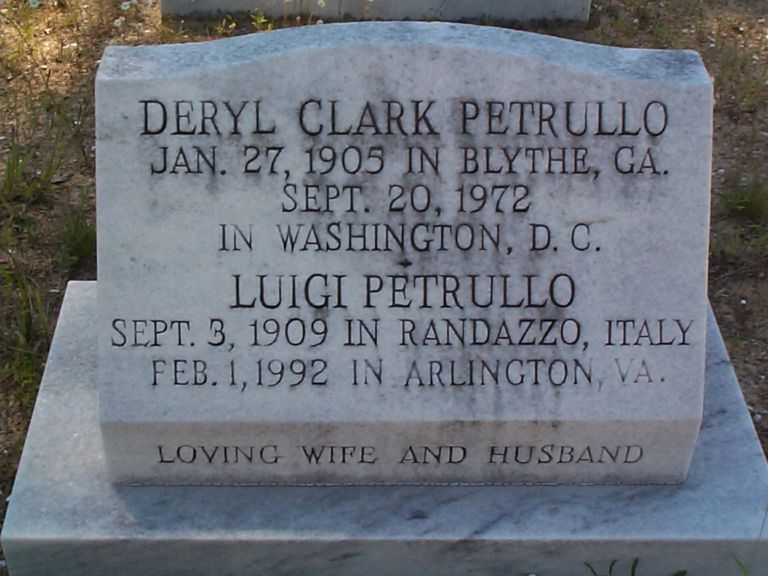 DERYL CLARK PETRULLO
JAN. 27, 1905 IN BLYTHE, GA.
SEPT. 20, 1972
IN WASHINGTON, D. C.
LUIGI PETRULLO
SEPT. 3, 1909 IN RANDAZZO, ITALY
FEB. 1, 1992 IN ARLINGTON, VA.
LOVING WIFE AND HUSBAND